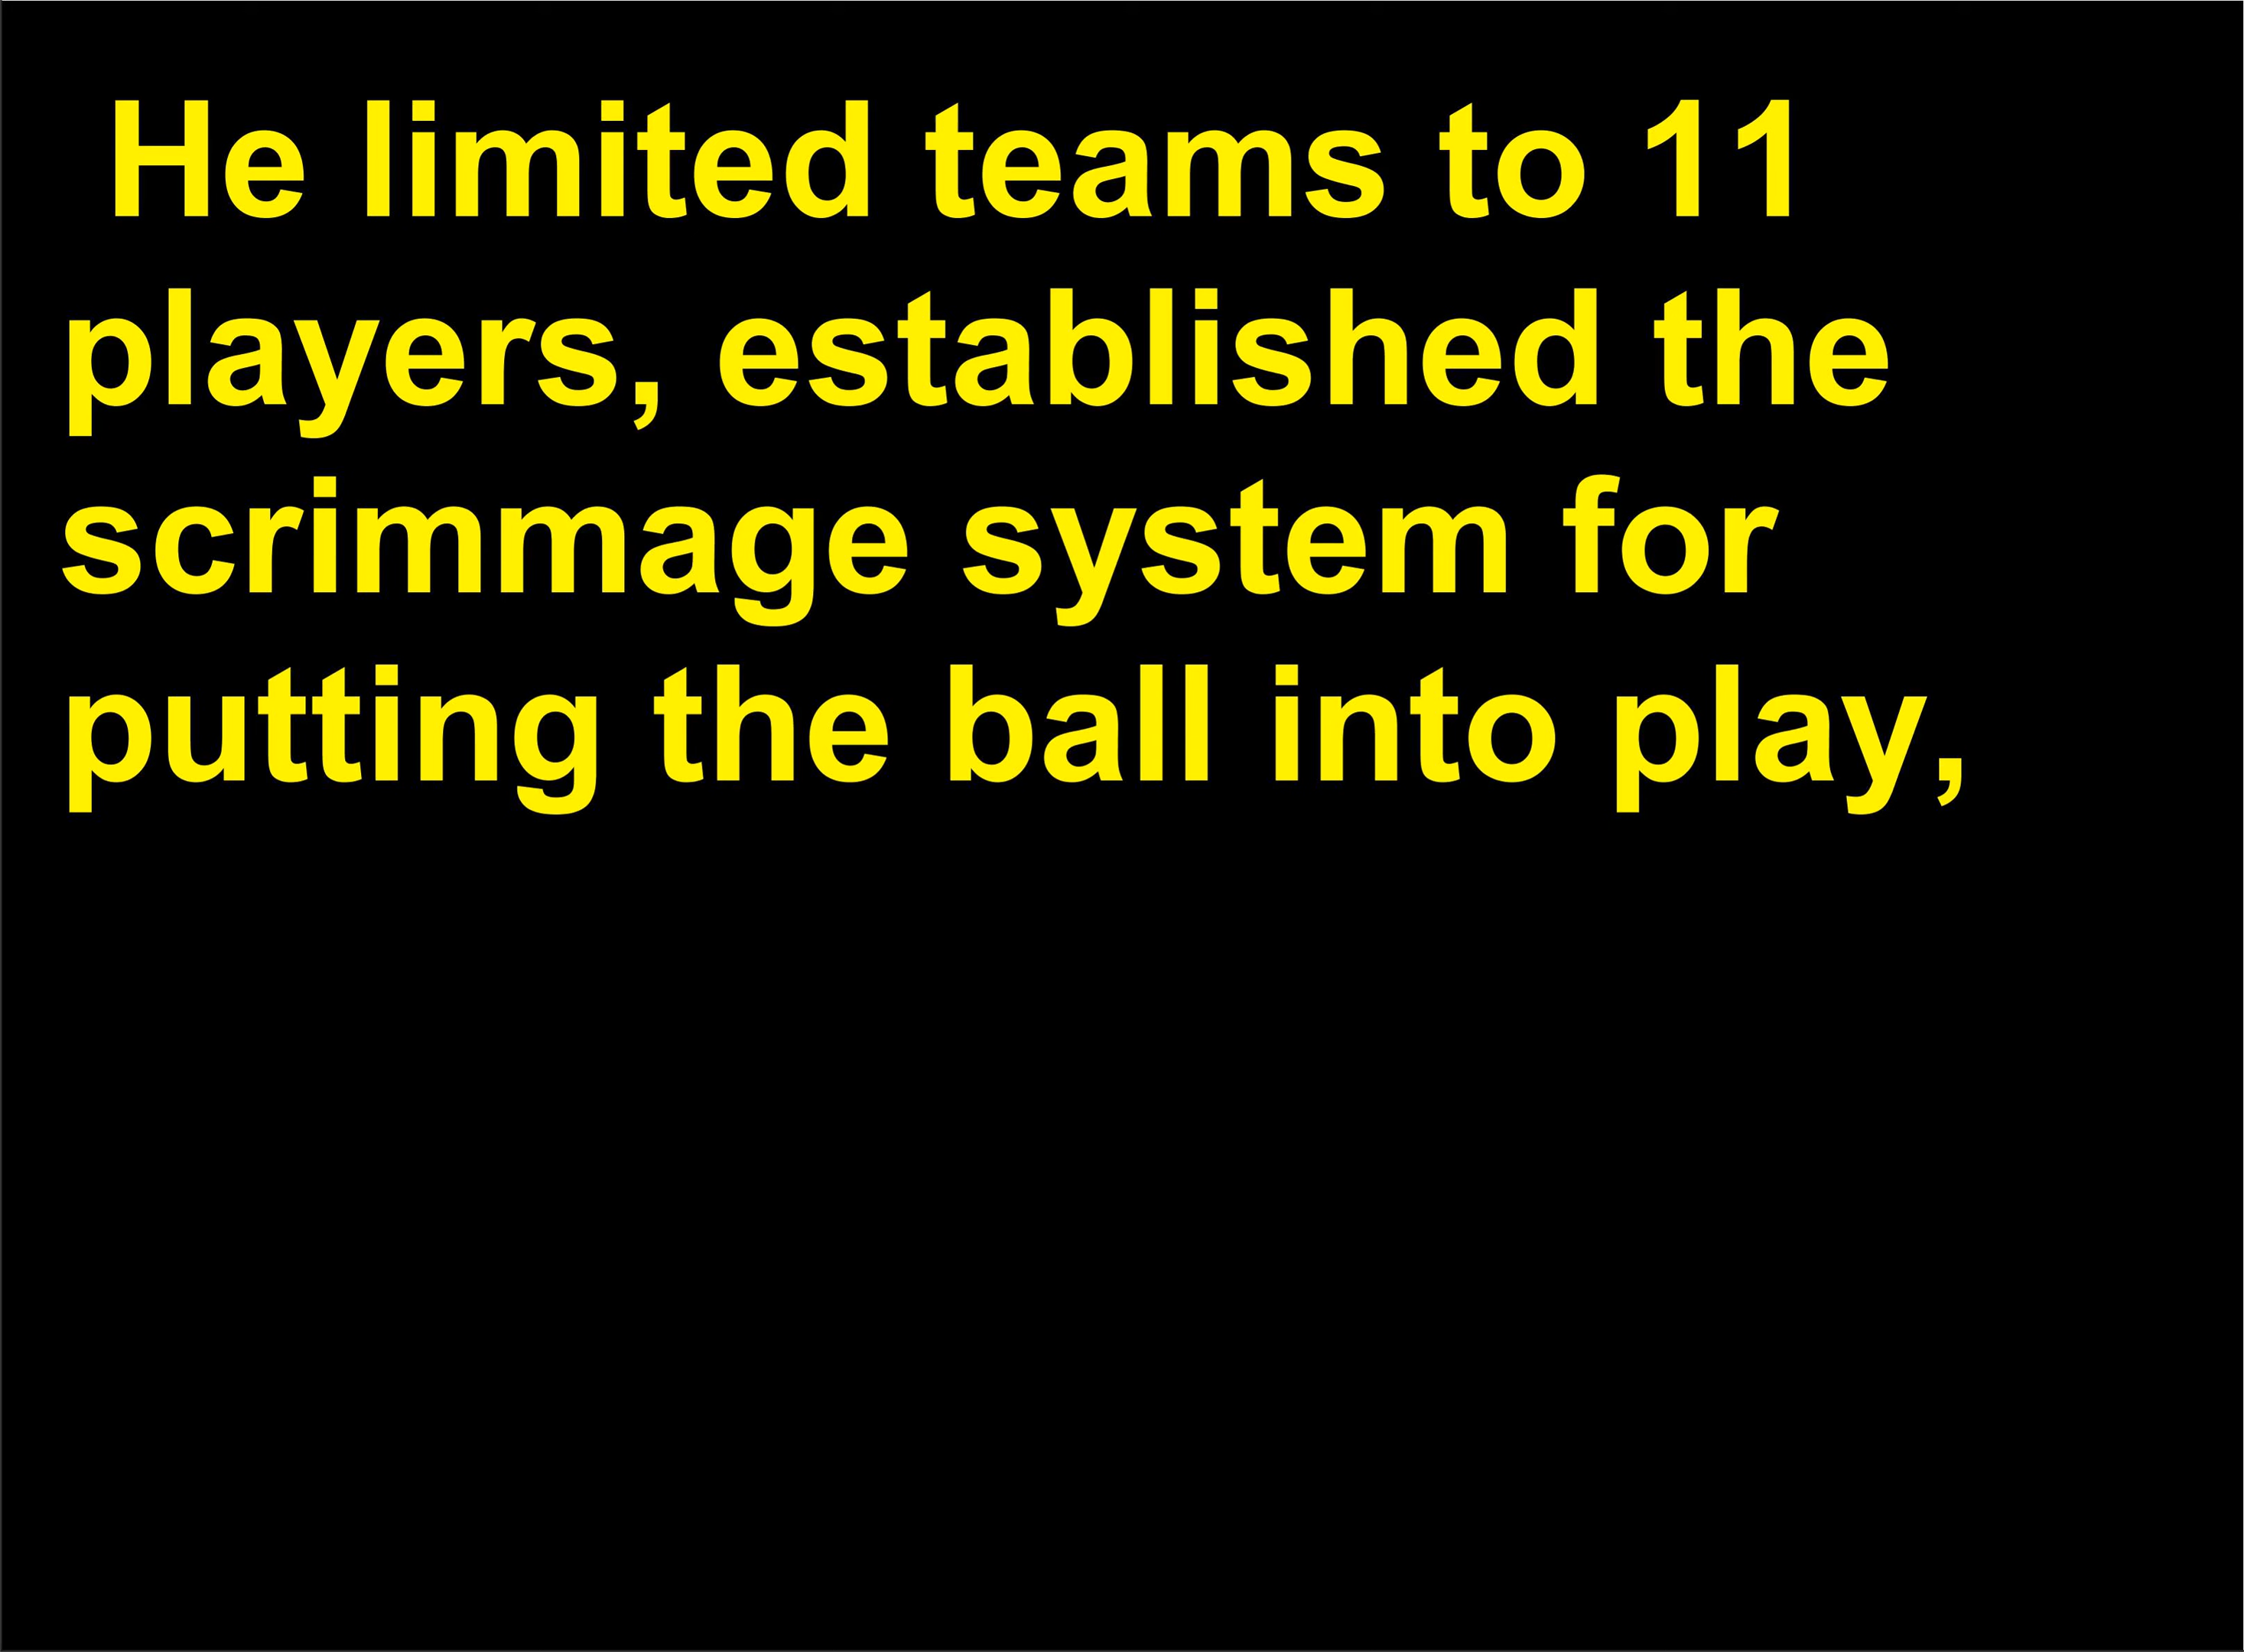 He limited teams to 11
players, established the
scrimmage system for
putting the ball into play,